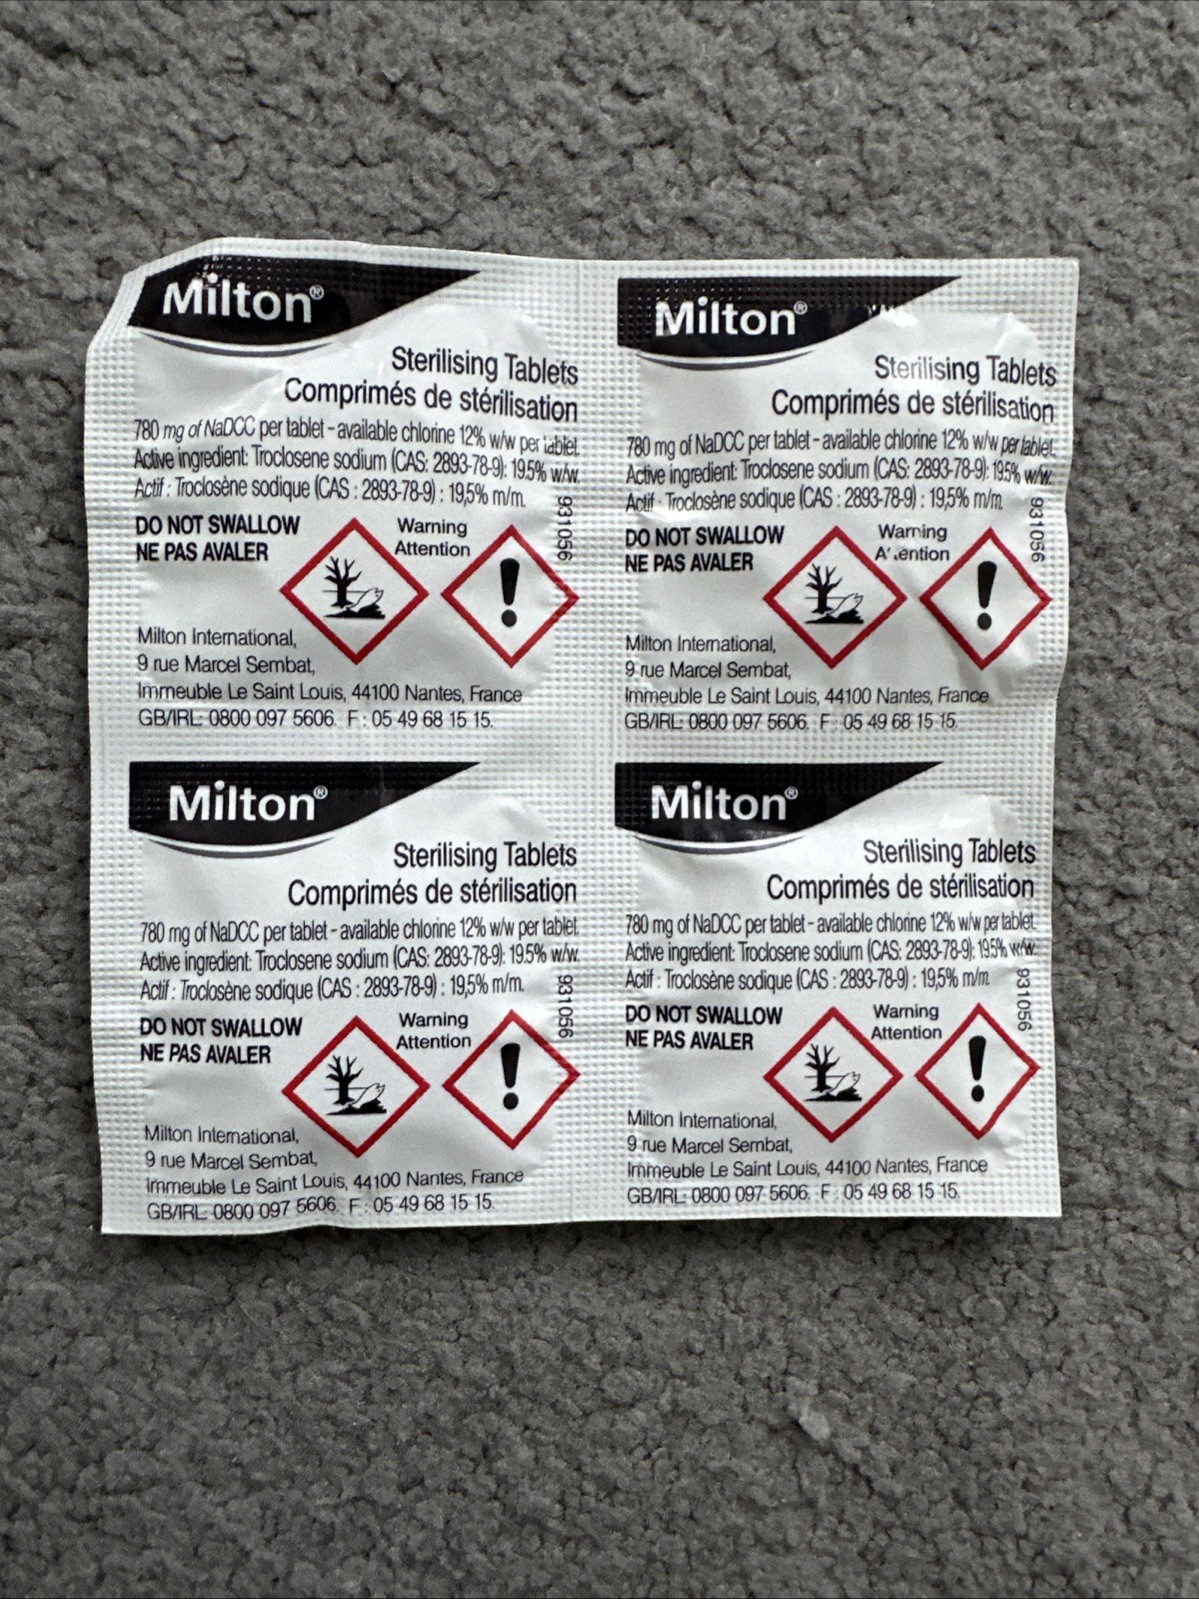 Milton®
Sterilising Tablets
Comprimés de stérilisation
780 mg of NaDCC per tablet - available chlorine 12% w/w per tablet.
Active ingredient: Troclosene sodium (CAS: 2893-78-9): 19.5% w/w.
Actif : Troclosène sodique (CAS : 2893-78-9) : 19,5% m/m.
DO NOT SWALLOW
NE PAS AVALER
Warning
Attention
931056
Milton International,
9 rue Marcel Sembat,
Immeuble Le Saint Louis, 44100 Nantes, France
GB/IRL: 0800 097 5606. F : 05 49 68 15 15.
Milton®
Sterilising Tablets
Comprimés de stérilisation
780 mg of NaDCC per tablet - available chlorine 12% w/w per tablet.
Active ingredient: Troclosene sodium (CAS: 2893-78-9): 19.5% w/w.
Actif : Troclosène sodique (CAS : 2893-78-9) : 19,5% m/m.
DO NOT SWALLOW
NE PAS AVALER
Warning
Attention
931056
Milton International,
9 rue Marcel Sembat,
Immeuble Le Saint Louis, 44100 Nantes, France
GB/IRL: 0800 097 5606. F : 05 49 68 15 15.
Milton®
Sterilising Tablets
Comprimés de stérilisation
780 mg of NaDCC per tablet - available chlorine 12% w/w per tablet.
Active ingredient: Troclosene sodium (CAS: 2893-78-9): 19.5% w/w.
Actif : Troclosène sodique (CAS : 2893-78-9) : 19,5% m/m.
DO NOT SWALLOW
NE PAS AVALER
Warning
Attention
931056
Milton International,
9 rue Marcel Sembat,
Immeuble Le Saint Louis, 44100 Nantes, France
GB/IRL: 0800 097 5606. F : 05 49 68 15 15.
Milton®
Sterilising Tablets
Comprimés de stérilisation
780 mg of NaDCC per tablet - available chlorine 12% w/w per tablet.
Active ingredient: Troclosene sodium (CAS: 2893-78-9): 19.5% w/w.
Actif : Troclosène sodique (CAS : 2893-78-9) : 19,5% m/m.
DO NOT SWALLOW
NE PAS AVALER
Warning
Attention
931056
Milton International,
9 rue Marcel Sembat,
Immeuble Le Saint Louis, 44100 Nantes, France
GB/IRL: 0800 097 5606. F : 05 49 68 15 15.